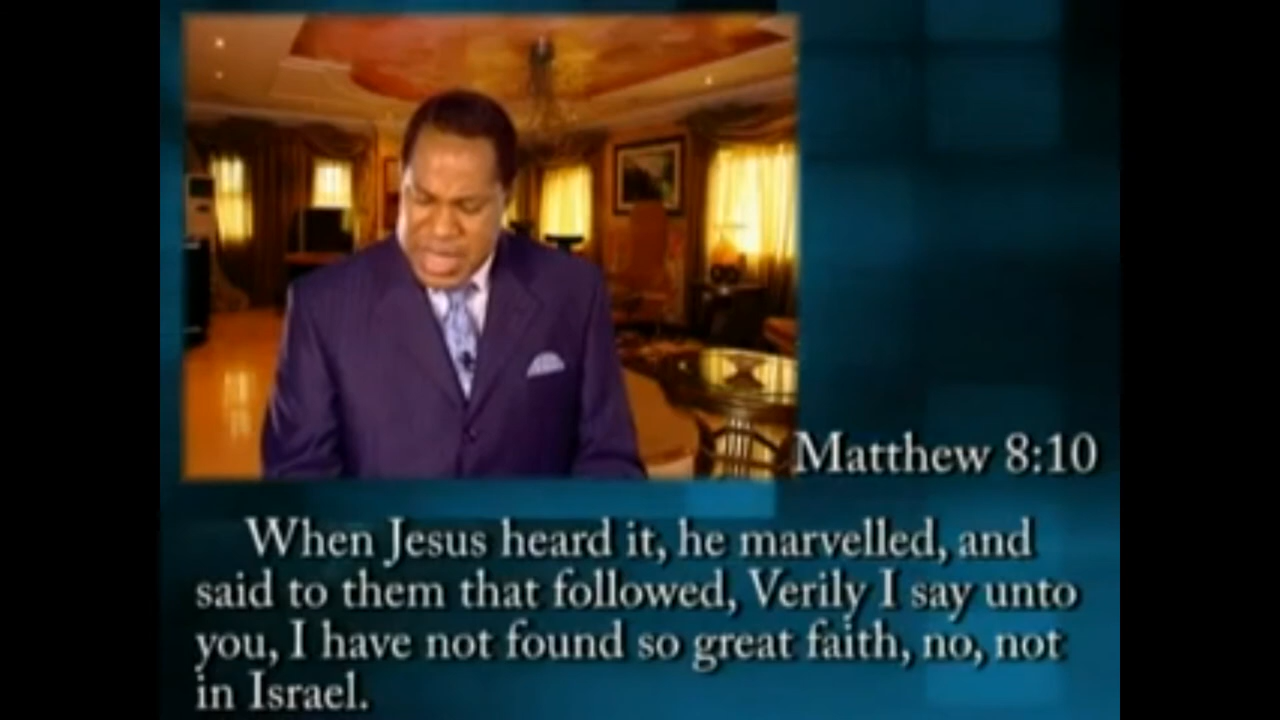 Matthew 8:10
When Jesus heard it, he marvelled, and
said to them that followed, Verily I say unto
you, I have not found so great faith, no, not
in Israel.